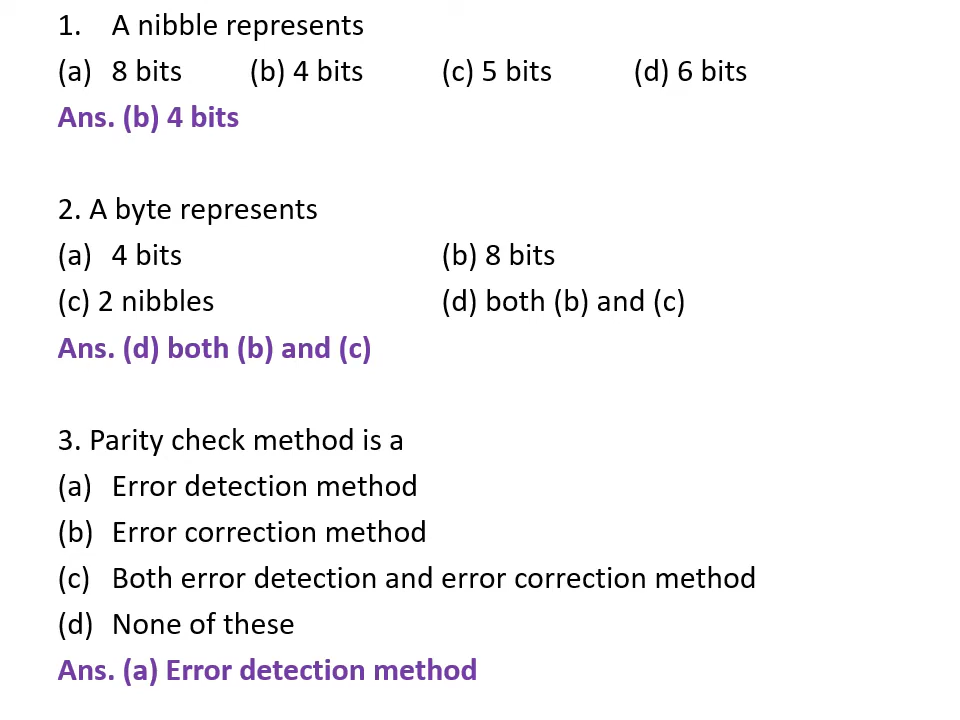 1. A nibble represents
(a) 8 bits (b) 4 bits (c) 5 bits (d) 6 bits
Ans. (b) 4 bits
2. A byte represents
(a) 4 bits (b) 8 bits
(c) 2 nibbles (d) both (b) and (c)
Ans. (d) both (b) and (c)
3. Parity check method is a
(a) Error detection method
(b) Error correction method
(c) Both error detection and error correction method
(d) None of these
Ans. (a) Error detection method